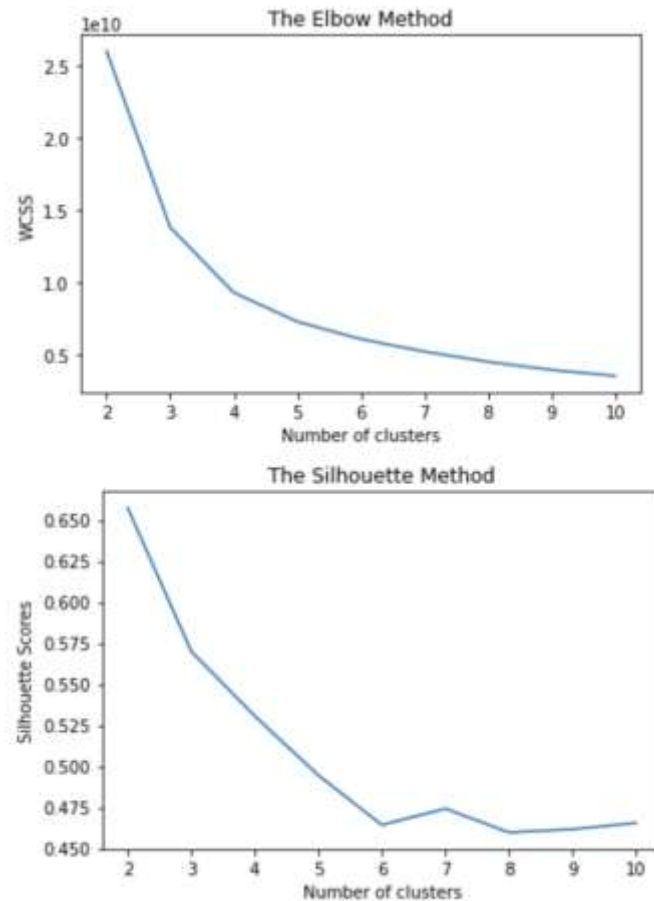 The Elbow Method
1e10
2.5
2.0
1.5
1.0
0.5
WCSS
2 3 4 5 6 7 8 9 10
Number of clusters
The Silhouette Method
0.650
0.625
0.600
0.575
0.550
0.525
0.500
0.475
0.450
Silhouette Scores
2 3 4 5 6 7 8 9 10
Number of clusters